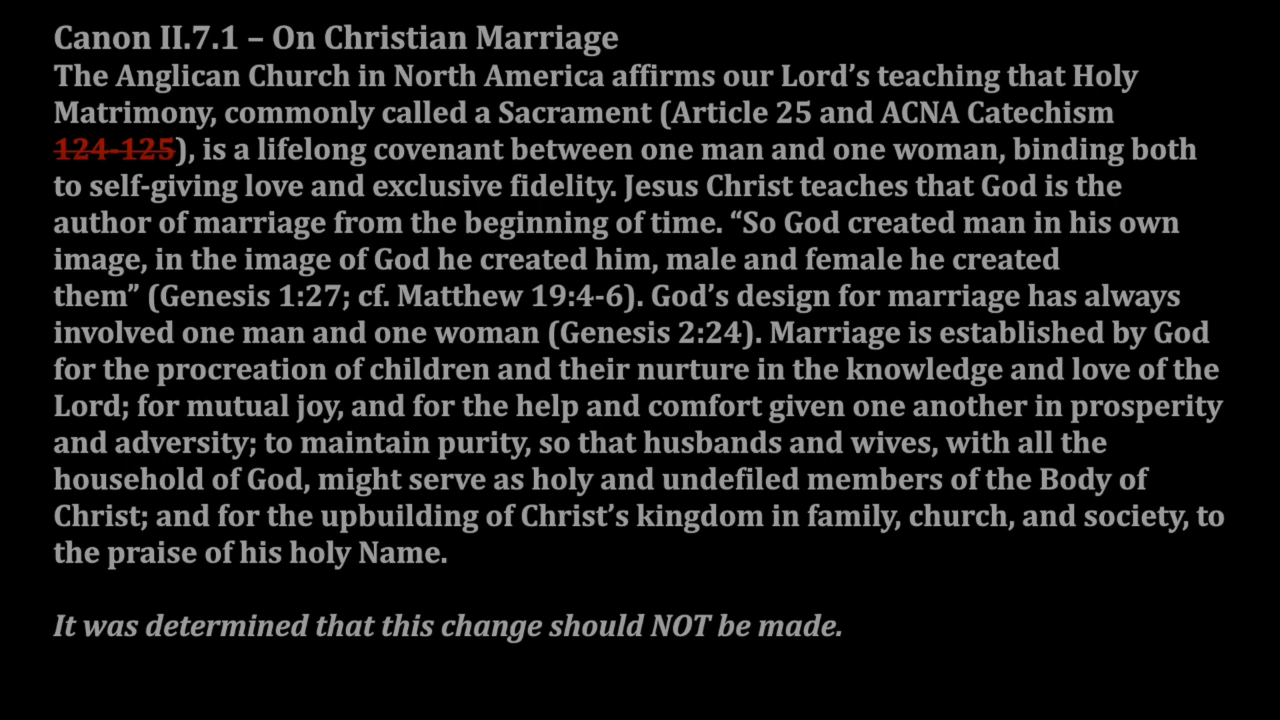 Canon II.7.1 – On Christian Marriage
The Anglican Church in North America affirms our Lord’s teaching that Holy
Matrimony, commonly called a Sacrament (Article 25 and ACNA Catechism
124-125), is a lifelong covenant between one man and one woman, binding both
to self-giving love and exclusive fidelity. Jesus Christ teaches that God is the
author of marriage from the beginning of time. “So God created man in his own
image, in the image of God he created him, male and female he created
them” (Genesis 1:27; cf. Matthew 19:4-6). God’s design for marriage has always
involved one man and one woman (Genesis 2:24). Marriage is established by God
for the procreation of children and their nurture in the knowledge and love of the
Lord; for mutual joy, and for the help and comfort given one another in prosperity
and adversity; to maintain purity, so that husbands and wives, with all the
household of God, might serve as holy and undefiled members of the Body of
Christ; and for the upbuilding of Christ’s kingdom in family, church, and society, to
the praise of his holy Name.
It was determined that this change should NOT be made.